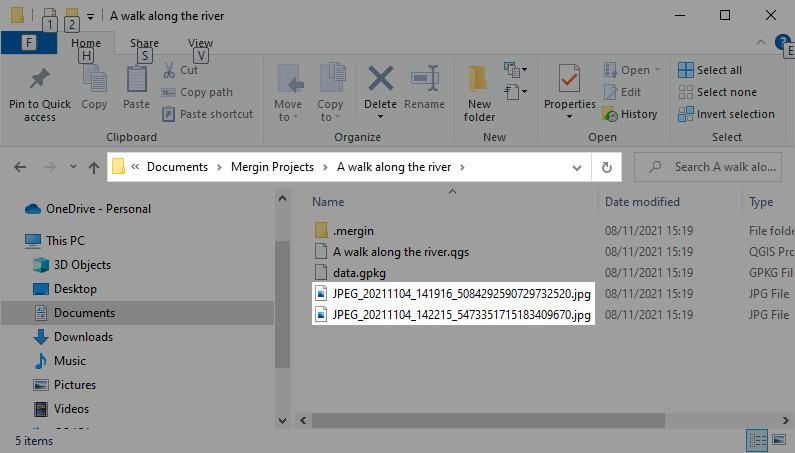 A walk along the river
1 2
F Home Share View E
H S V
Pin to Quick access
Copy
Paste
Cut
Copy path
Paste shortcut
Clipboard
Move to
Copy to
Delete
Rename
Organize
New folder
New
Properties
Open
Edit
History
Open
Select all
Select none
Invert selection
Select
Documents Mergin Projects A walk along the river
Search A walk alo...
OneDrive - Personal
This PC
3D Objects
Desktop
Documents
Downloads
Music
Pictures
Videos
Name Date modified Type
.mergin 08/11/2021 15:19 File folde
A walk along the river.qgs 08/11/2021 15:19 QGIS Pro
data.gpkg 08/11/2021 15:19 GPKG Fil
JPEG_20211104_141916_5084292590729732520.jpg 08/11/2021 15:19 JPG File
JPEG_20211104_142215_5473351715183409670.jpg 08/11/2021 15:19 JPG File
5 items